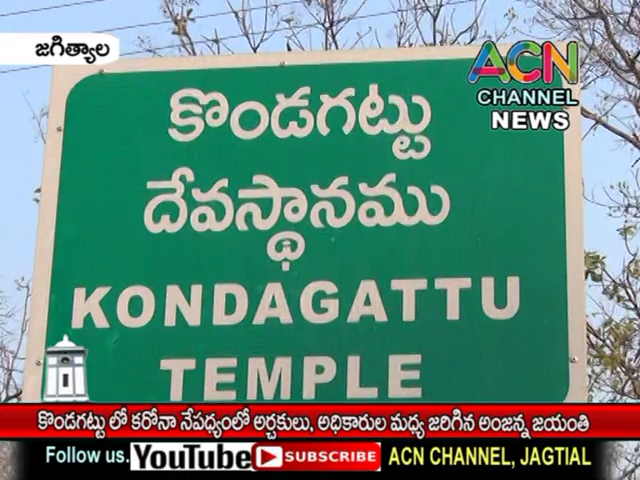 జగిత్యాల
ACN
CHANNEL
NEWS
కొండగట్టు
దేవస్థానము
KONDAGATTU
TEMPLE
కొండగట్టు లో కరోనా నేపధ్యంలో అర్చకులు, అధికారుల మధ్య జరిగిన అంజన్న జయంతి
Follow us. YouTube SUBSCRIBE ACN CHANNEL, JAGTIAL